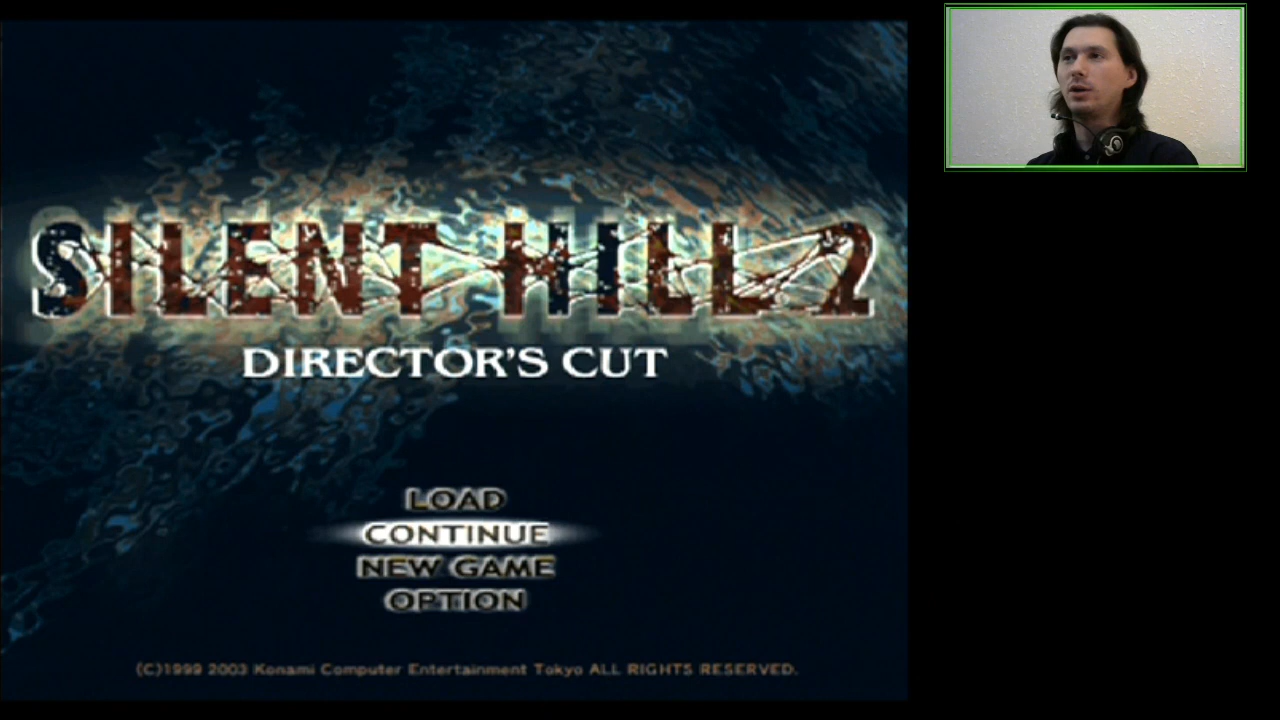 SILENT HILL 2
DIRECTOR'S CUT
LOAD
CONTINUE
NEW GAME
OPTION
(C)1999 2003 Konami Computer Entertainment Tokyo ALL RIGHTS RESERVED.